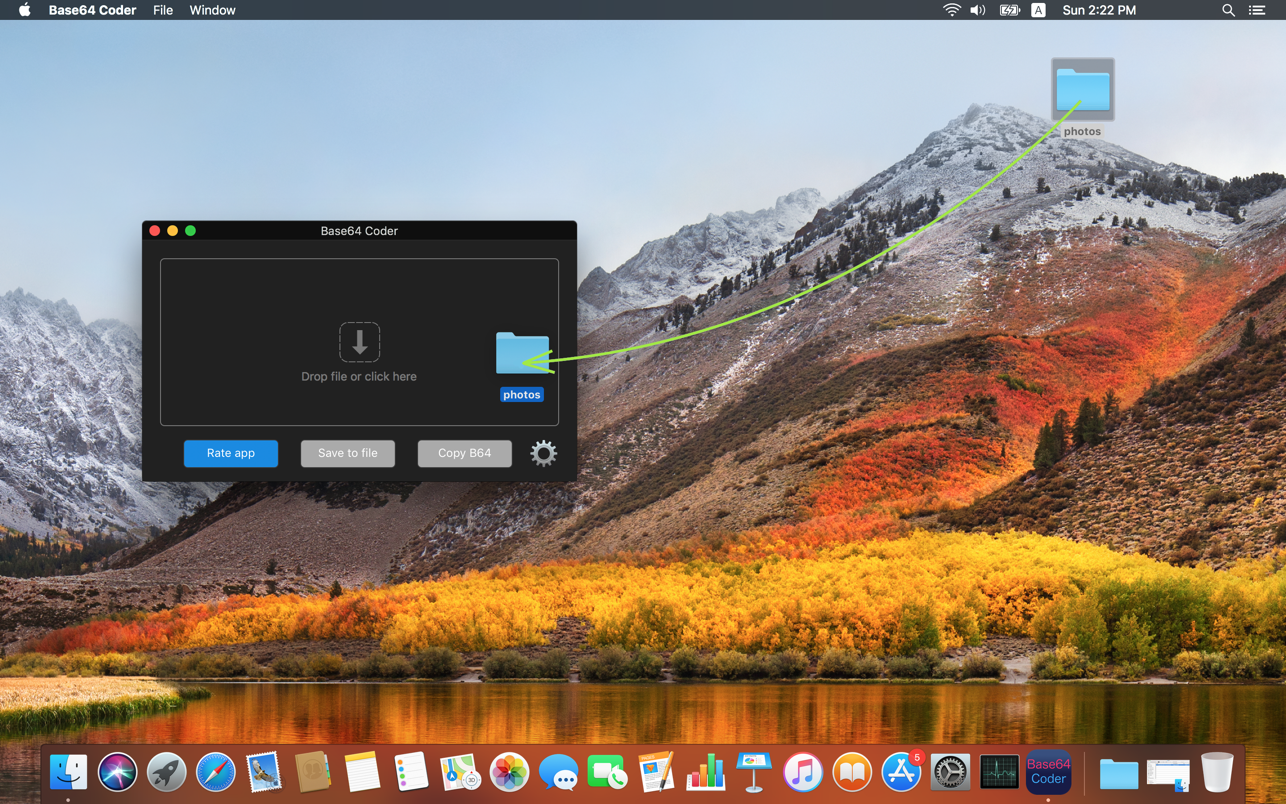 Base64 Coder File Window
A
Sun 2:22 PM
photos
Base64 Coder
Drop file or click here
photos
Rate app
Save to file
Copy B64
30
5
Base64
Coder